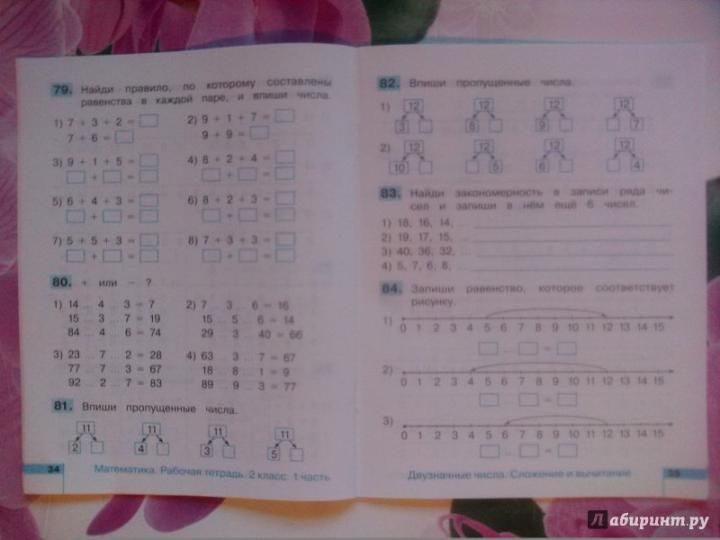 79. Найди правило, по которому составлены
равенства в каждой паре, и впиши числа.
1) 7 + 3 + 2 =
7 + 6 =
2) 9 + 1 + 7 =
9 + 9 =
3) 9 + 1 + 5 =
+ =
4) 8 + 2 + 4 =
+ =
5) 6 + 4 + 3 =
+ =
6) 8 + 2 + 3 =
+ =
7) 5 + 5 + 3 =
+ =
8) 7 + 3 + 3 =
+ =
80. + или − ?
1) 14 ... 4 ... 3 = 7
15 ... 3 ... 7 = 19
84 ... 4 ... 6 = 74
2) 7 ... 3 ... 6 = 16
15 ... 5 ... 6 = 14
29 ... 3 ... 40 = 66
3) 23 ... 7 ... 2 = 28
77 ... 7 ... 3 = 67
92 ... 2 ... 7 = 83
4) 63 ... 3 ... 7 = 67
18 ... 8 ... 1 = 9
89 ... 9 ... 3 = 77
81. Впиши пропущенные числа.
11 11 11 11
2 4 3 5
34 Математика. Рабочая тетрадь. 2 класс. 1 часть
82. Впиши пропущенные числа.
1) 12 12 12 12
3 9 7
2) 12 12 12 12
10 5 6 4
83. Найди закономерность в записи ряда чи-
сел и запиши в нём ещё 6 чисел.
1) 18, 16, 14,
2) 19, 17, 15,
3) 40, 36, 32,
4) 5, 7, 6, 8,
84. Запиши равенство, которое соответствует
рисунку.
1) 0 1 2 3 4 5 6 7 8 9 10 11 12 13 14 15
... =
2) 0 1 2 3 4 5 6 7 8 9 10 11 12 13 14 15
... =
3) 0 1 2 3 4 5 6 7 8 9 10 11 12 13 14 15
... =
Двузначные числа. Сложение и вычитание 35
Лабиринт.ру